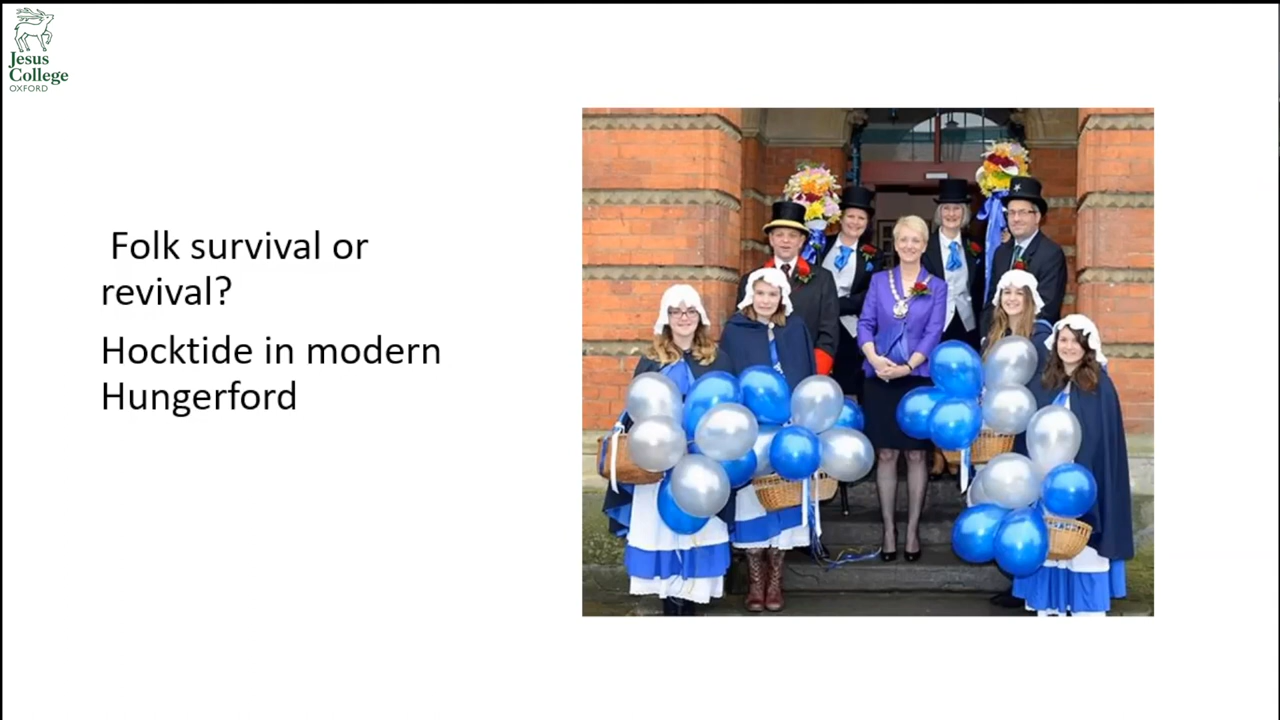 Jesus
College
OXFORD
Folk survival or
revival?
Hocktide in modern
Hungerford